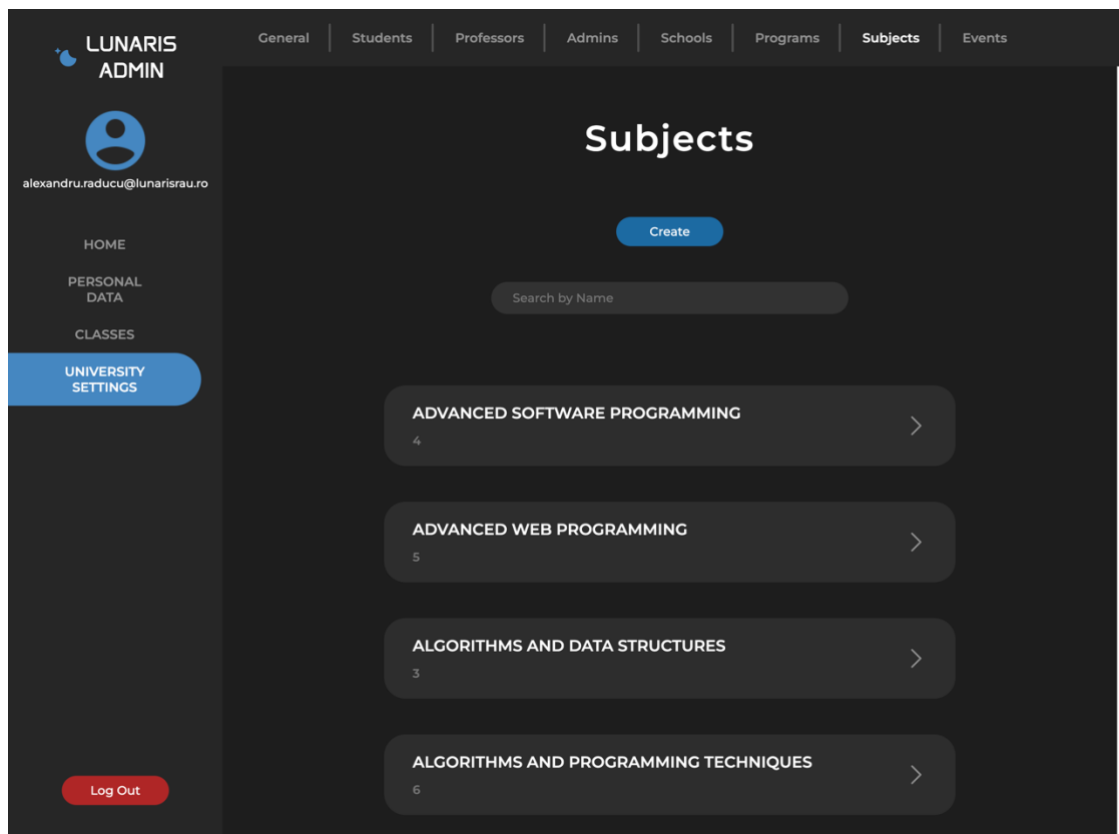 LUNARIS
ADMIN
alexandru.raducu@lunarisrau.ro
HOME
PERSONAL
DATA
CLASSES
UNIVERSITY
SETTINGS
Log Out
General
Students
Professors
Admins
Schools
Programs
Subjects
Events
Subjects
Create
Search by Name
ADVANCED SOFTWARE PROGRAMMING
4
ADVANCED WEB PROGRAMMING
5
ALGORITHMS AND DATA STRUCTURES
3
ALGORITHMS AND PROGRAMMING TECHNIQUES
6